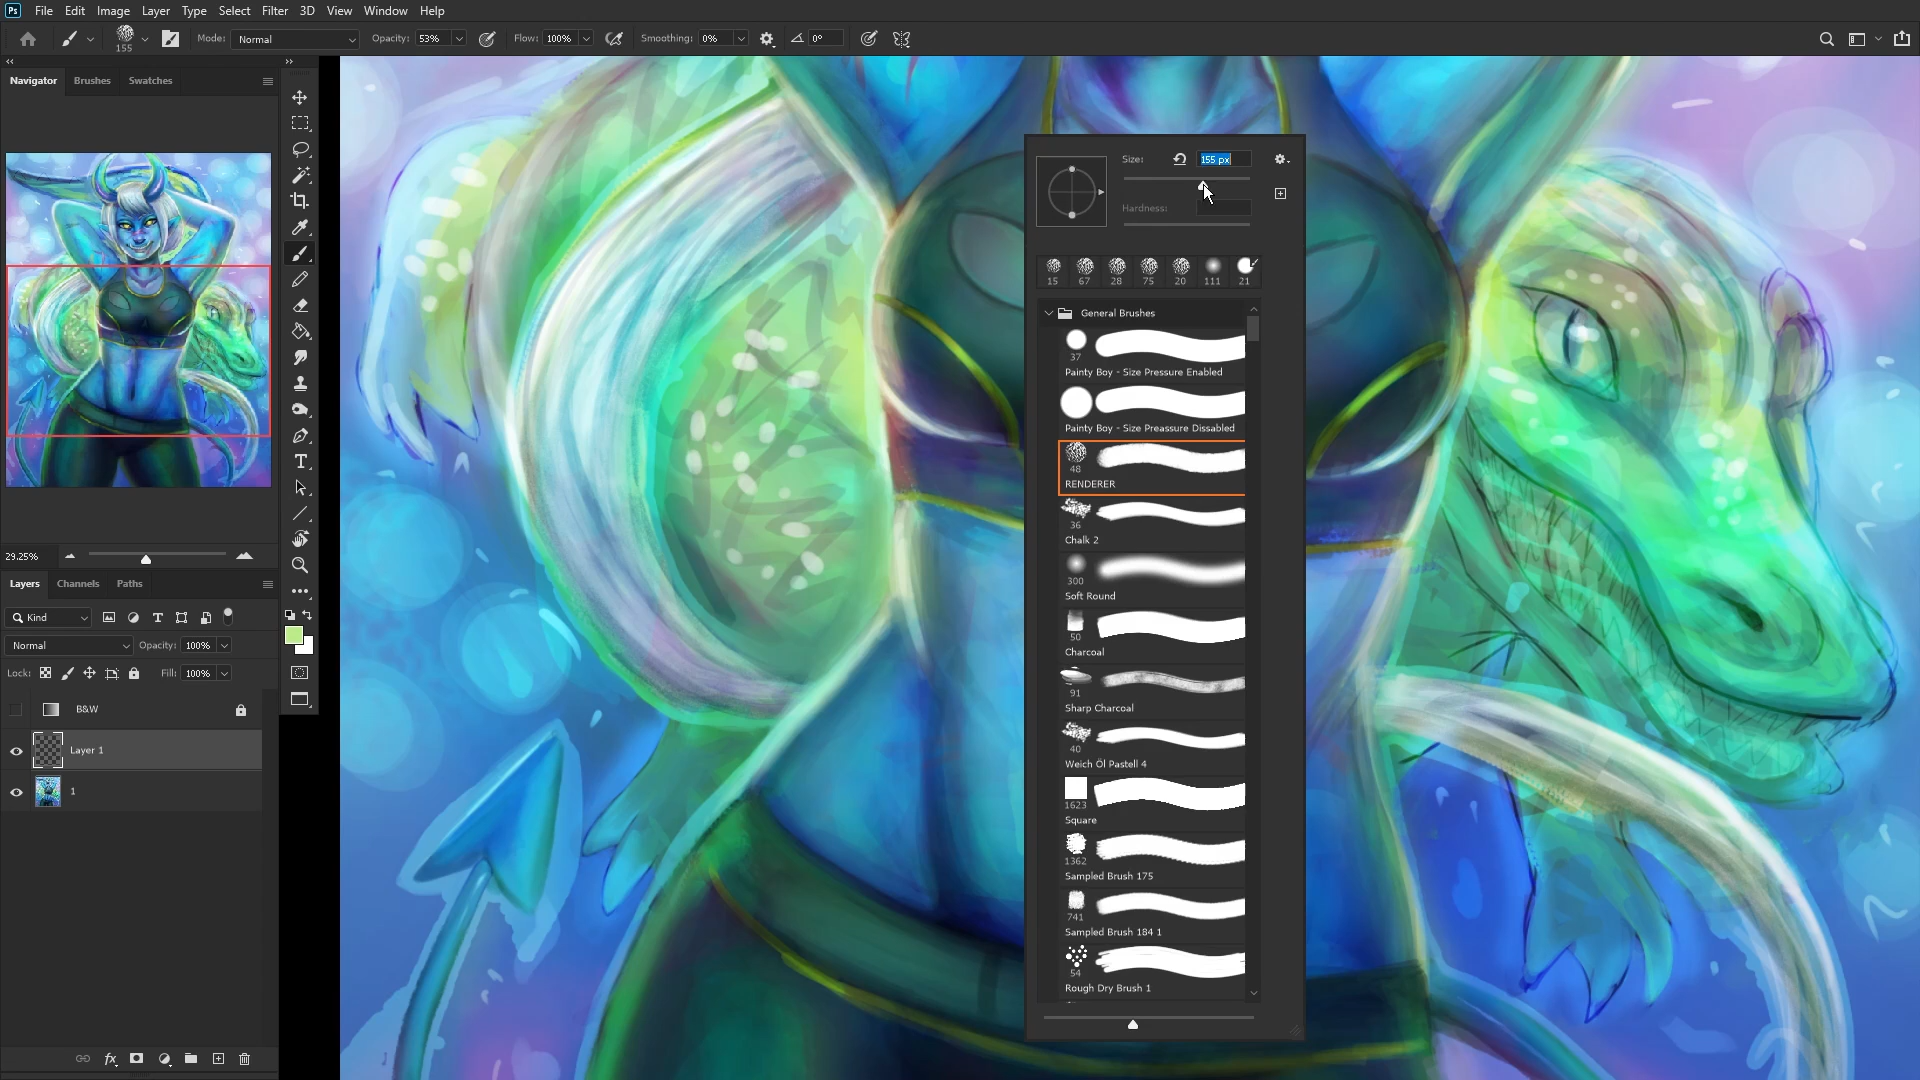 Ps File Edit Image Layer Type Select Filter 3D View Window Help
155 Mode: Normal Opacity: 53% Flow: 100% Smoothing: 0% 0°
Navigator Brushes Swatches
29.25%
Layers Channels Paths
Kind
Normal Opacity: 100%
Lock: Fill: 100%
B&W
Layer 1
1
fx
Size: 155 px
Hardness:
15 67 28 75 20 111 21
General Brushes
37
Painty Boy - Size Pressure Enabled
Painty Boy - Size Preassure Dissabled
48
RENDERER
36
Chalk 2
300
Soft Round
50
Charcoal
91
Sharp Charcoal
40
Weich Öl Pastell 4
1623
Square
1362
Sampled Brush 175
741
Sampled Brush 184 1
54
Rough Dry Brush 1